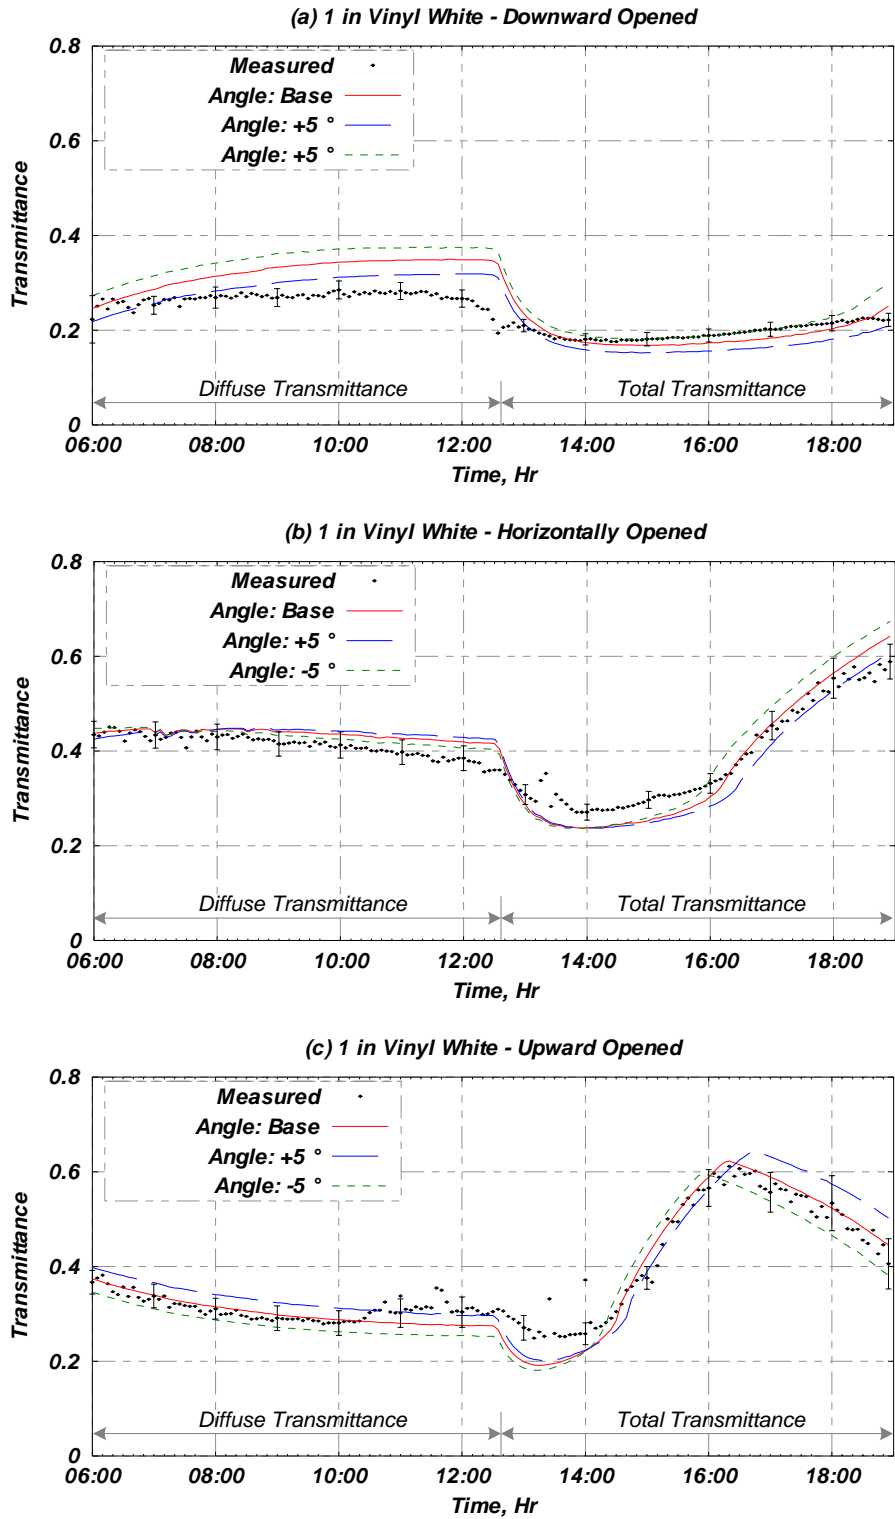 (a) 1 in Vinyl White - Downward Opened
0.8
0.6
0.4
0.2
0
Transmittance
Measured
Angle: Base
Angle: +5 °
Angle: +5 °
Diffuse Transmittance
Total Transmittance
06:00 08:00 10:00 12:00 14:00 16:00 18:00
Time, Hr
(b) 1 in Vinyl White - Horizontally Opened
0.8
0.6
0.4
0.2
0
Transmittance
Measured
Angle: Base
Angle: +5 °
Angle: -5 °
Diffuse Transmittance
Total Transmittance
06:00 08:00 10:00 12:00 14:00 16:00 18:00
Time, Hr
(c) 1 in Vinyl White - Upward Opened
0.8
0.6
0.4
0.2
0
Transmittance
Measured
Angle: Base
Angle: +5 °
Angle: -5 °
Diffuse Transmittance
Total Transmittance
06:00 08:00 10:00 12:00 14:00 16:00 18:00
Time, Hr